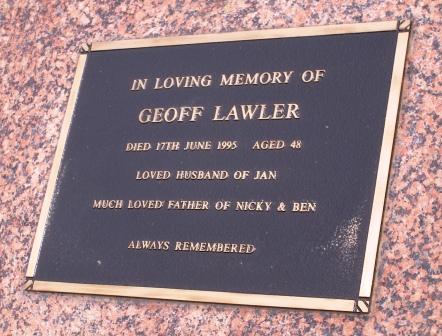 IN LOVING MEMORY OF
GEOFF LAWLER
DIED 17TH JUNE 1995 AGED 48
LOVED HUSBAND OF JAN
MUCH LOVED FATHER OF NICKY & BEN
ALWAYS REMEMBERED